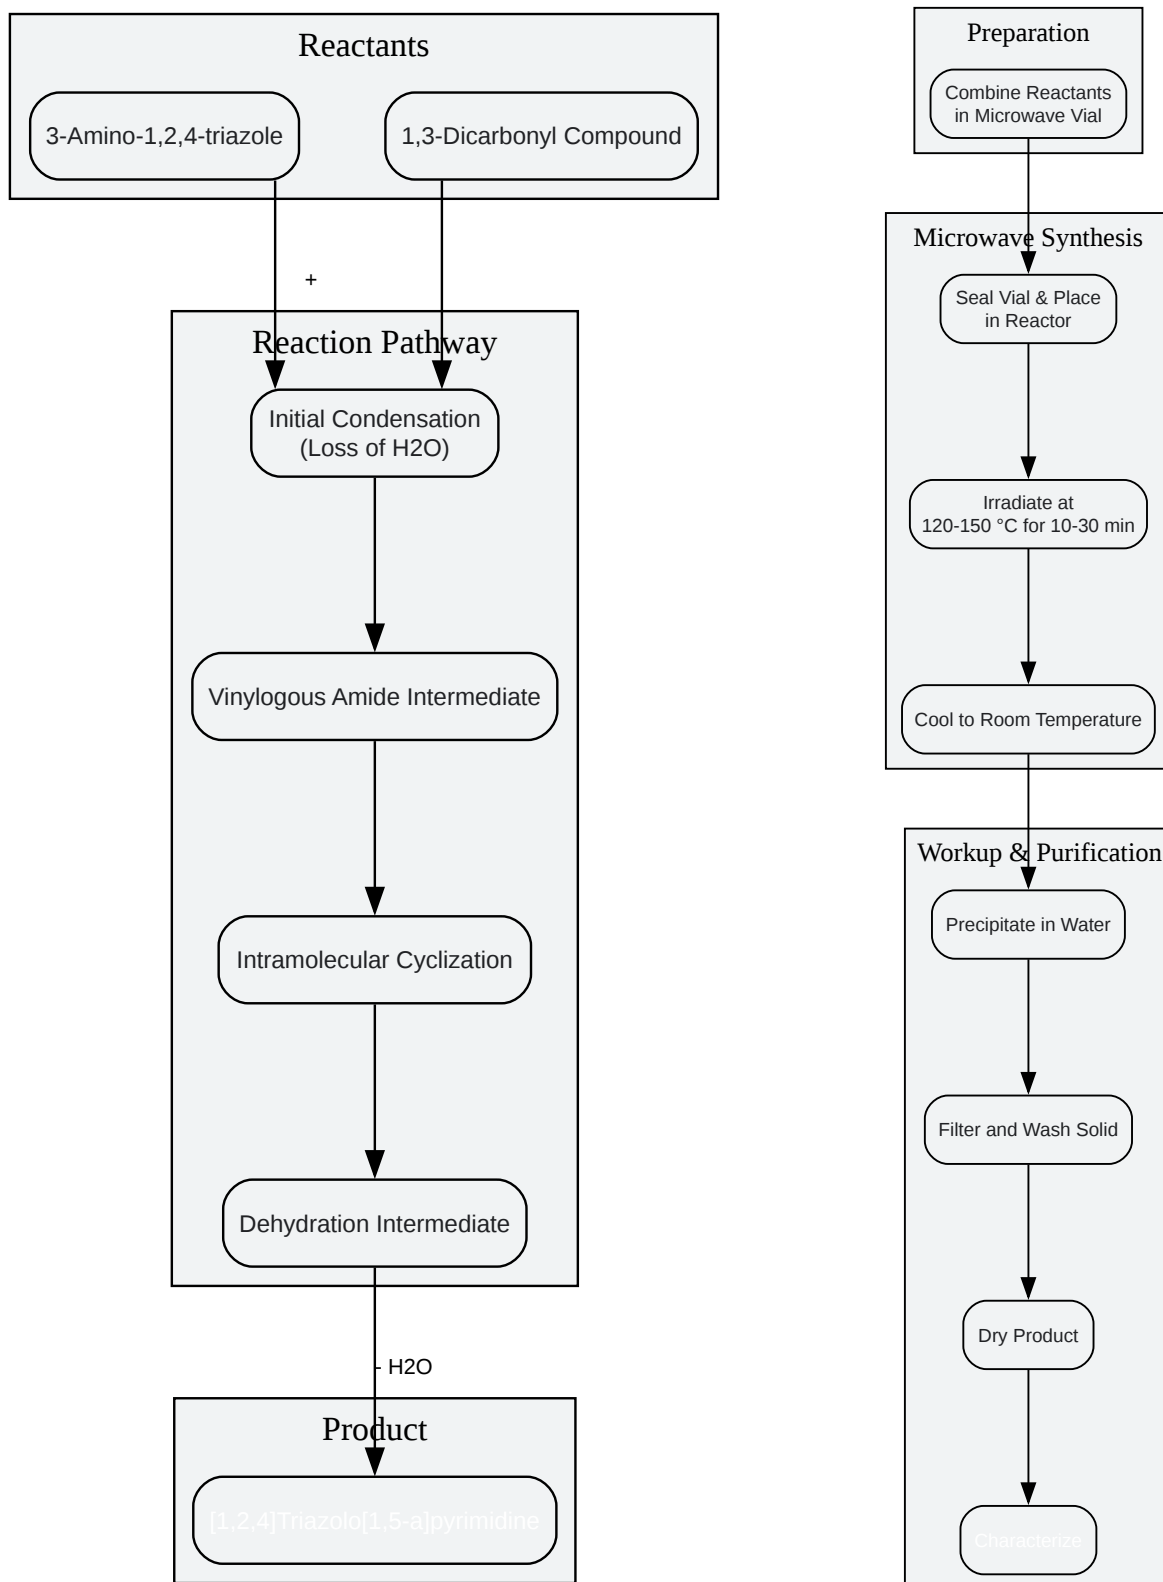 Reactants
3-Amino-1,2,4-triazole
1,3-Dicarbonyl Compound
+
Reaction Pathway
Initial Condensation
(Loss of H2O)
Vinylogous Amide Intermediate
Intramolecular Cyclization
Dehydration Intermediate
- H2O
Product
[1,2,4]Triazolo[1,5-a]pyrimidine
Preparation
Combine Reactants
in Microwave Vial
Microwave Synthesis
Seal Vial & Place
in Reactor
Irradiate at
120-150 °C for 10-30 min
Cool to Room Temperature
Workup & Purification
Precipitate in Water
Filter and Wash Solid
Dry Product
Characterize